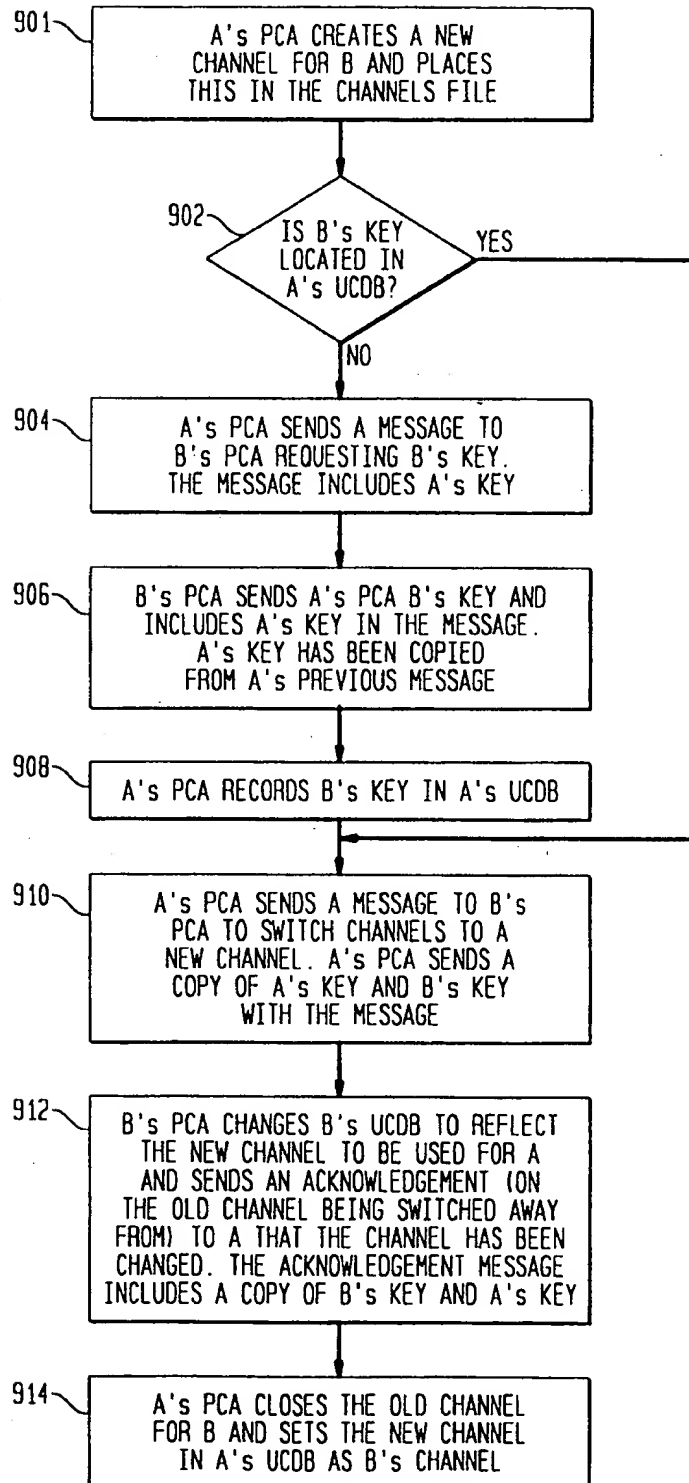 901
A's PCA CREATES A NEW
CHANNEL FOR B AND PLACES
THIS IN THE CHANNELS FILE
902
IS B's KEY
LOCATED IN
A's UCDB?
YES
NO
904
A's PCA SENDS A MESSAGE TO
B's PCA REQUESTING B's KEY.
THE MESSAGE INCLUDES A's KEY
906
B's PCA SENDS A's PCA B's KEY AND
INCLUDES A's KEY IN THE MESSAGE.
A's KEY HAS BEEN COPIED
FROM A's PREVIOUS MESSAGE
908
A's PCA RECORDS B's KEY IN A's UCDB
910
A's PCA SENDS A MESSAGE TO B's
PCA TO SWITCH CHANNELS TO A
NEW CHANNEL. A's PCA SENDS A
COPY OF A's KEY AND B's KEY
WITH THE MESSAGE
912
B's PCA CHANGES B's UCDB TO REFLECT
THE NEW CHANNEL TO BE USED FOR A
AND SENDS AN ACKNOWLEDGEMENT (ON
THE OLD CHANNEL BEING SWITCHED AWAY
FROM) TO A THAT THE CHANNEL HAS BEEN
CHANGED. THE ACKNOWLEDGEMENT MESSAGE
INCLUDES A COPY OF B's KEY AND A's KEY
914
A's PCA CLOSES THE OLD CHANNEL
FOR B AND SETS THE NEW CHANNEL
IN A's UCDB AS B's CHANNEL